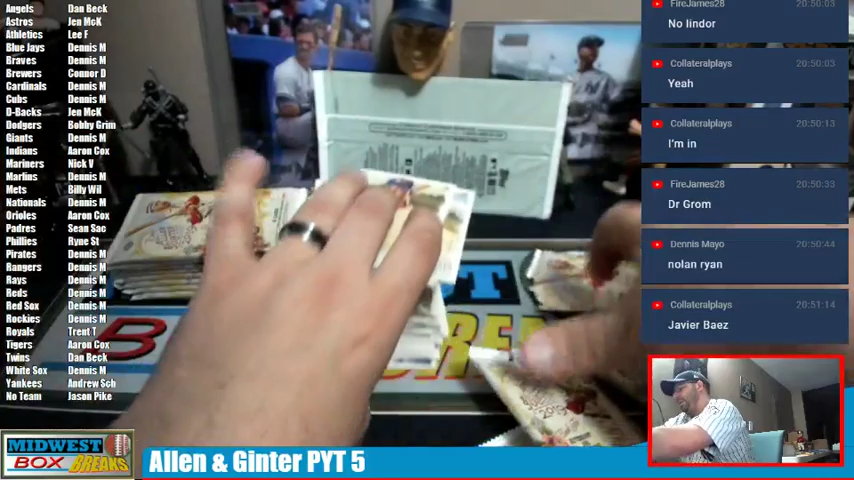 Angels Dan Beck
Astros Jen McK
Athletics Lee F
Blue Jays Dennis M
Braves Dennis M
Brewers Connor D
Cardinals Dennis M
Cubs Dennis M
D-Backs Jen McK
Dodgers Bobby Grim
Giants Dennis M
Indians Aaron Cox
Mariners Nick V
Marlins Dennis M
Mets Billy Wil
Nationals Dennis M
Orioles Aaron Cox
Padres Sean Sac
Phillies Ryne St
Pirates Dennis M
Rangers Dennis M
Rays Dennis M
Reds Dennis M
Red Sox Dennis M
Rockies Dennis M
Royals Trent T
Tigers Aaron Cox
Twins Dan Beck
White Sox Dennis M
Yankees Andrew Sch
No Team Jason Pike
FireJames28 20:50:03
No lindor
Collateralplays 20:50:03
Yeah
Collateralplays 20:50:13
I'm in
FireJames28 20:50:33
Dr Grom
Dennis Mayo 20:50:44
nolan ryan
Collateralplays 20:51:14
Javier Baez
MIDWEST
BOX BREAKS
Allen & Ginter PYT 5